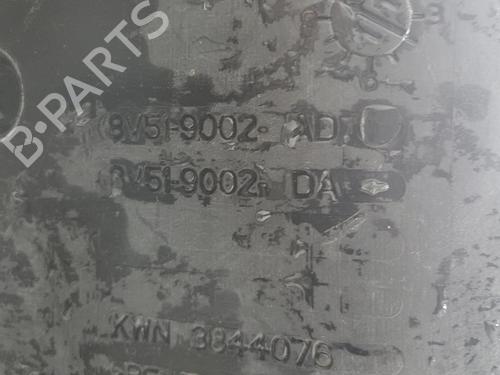 B-PARTS
8V51-9002- AD
8V51-9002- DA
KWN 3844076